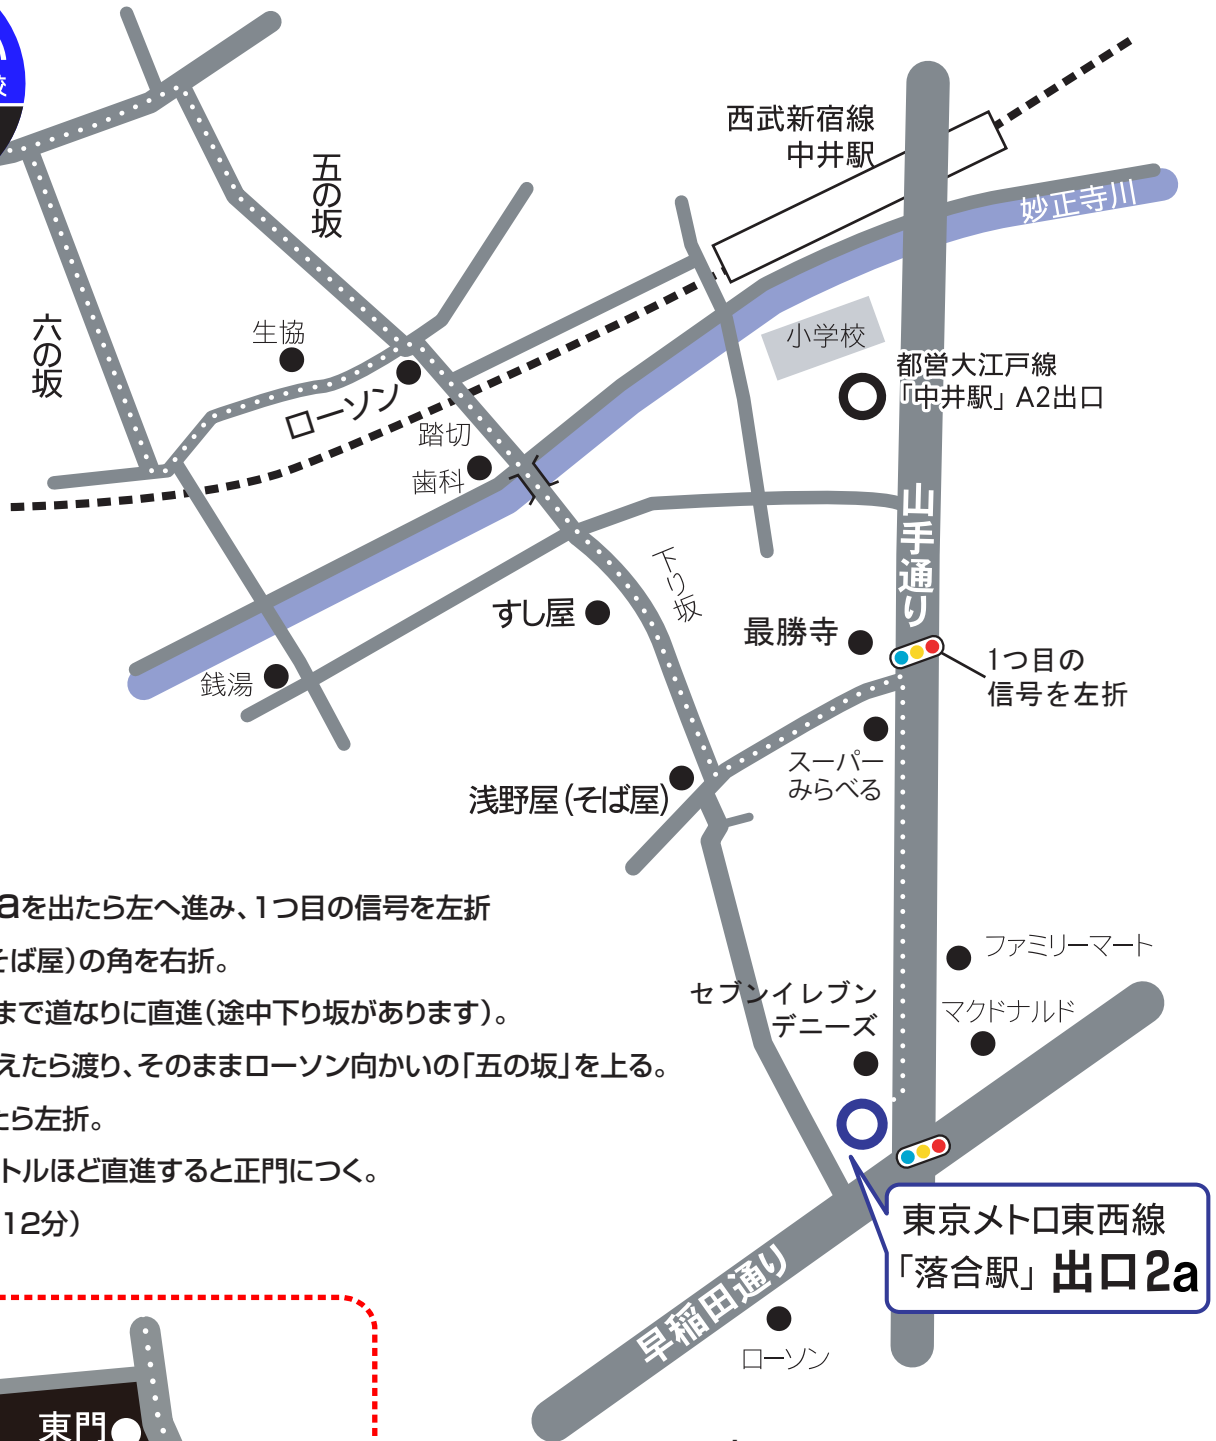 校
西武新宿線
中井駅
妙正寺川
五の坂
六の坂
生協
ローソン
踏切
歯科
小学校
都営大江戸線
「中井駅」A2出口
山手通り
下り坂
すし屋
最勝寺
1つ目の
信号を左折
銭湯
スーパー
みらべる
浅野屋(そば屋)
aを出たら左へ進み、1つ目の信号を左折
そば屋)の角を右折。
まで道なりに直進(途中下り坂があります)。
えたら渡り、そのままローソン向かいの「五の坂」を上る。
たら左折。
トルほど直進すると正門につく。
12分)
ファミリーマート
セブンイレブン
デニーズ
マクドナルド
東京メトロ東西線
「落合駅」出口2a
早稲田通り
ローソン
東門